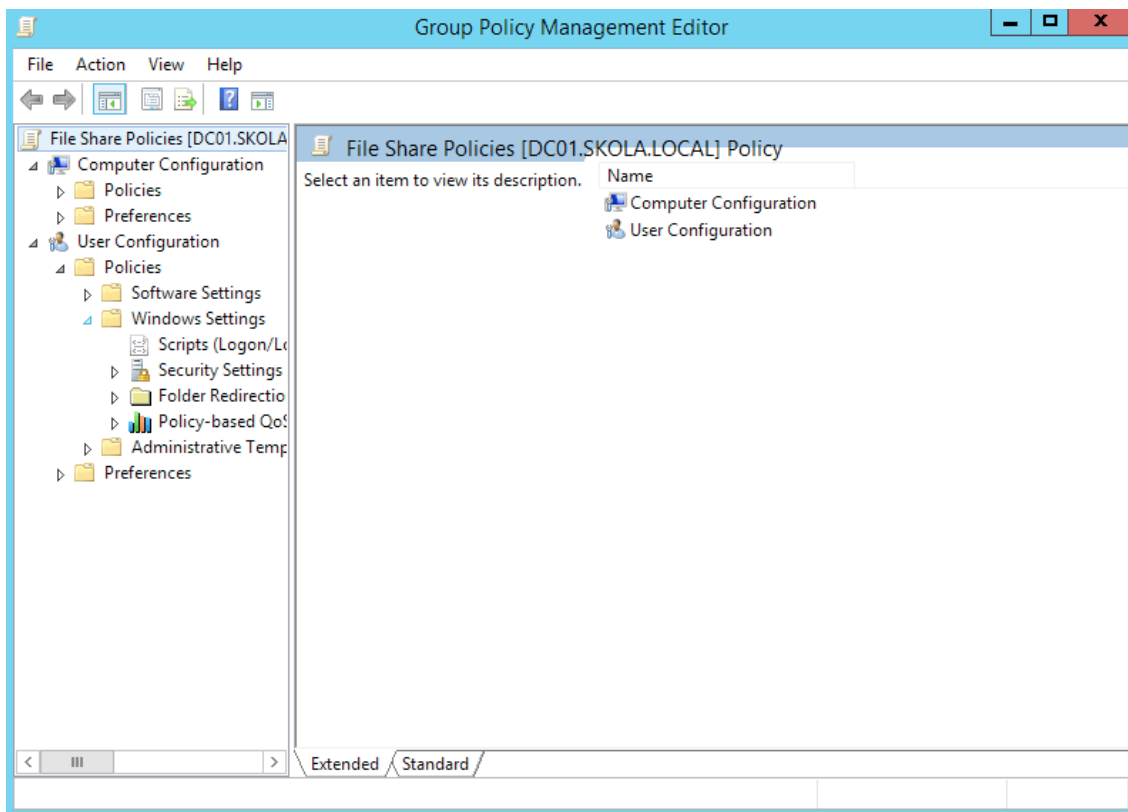 Group Policy Management Editor
File Action View Help
File Share Policies [DC01.SKOLA
Computer Configuration
Policies
Preferences
User Configuration
Policies
Software Settings
Windows Settings
Scripts (Logon/Lo
Security Settings
Folder Redirectio
Policy-based QoS
Administrative Temp
Preferences
File Share Policies [DC01.SKOLA.LOCAL] Policy
Select an item to view its description.
Name
Computer Configuration
User Configuration
Extended Standard